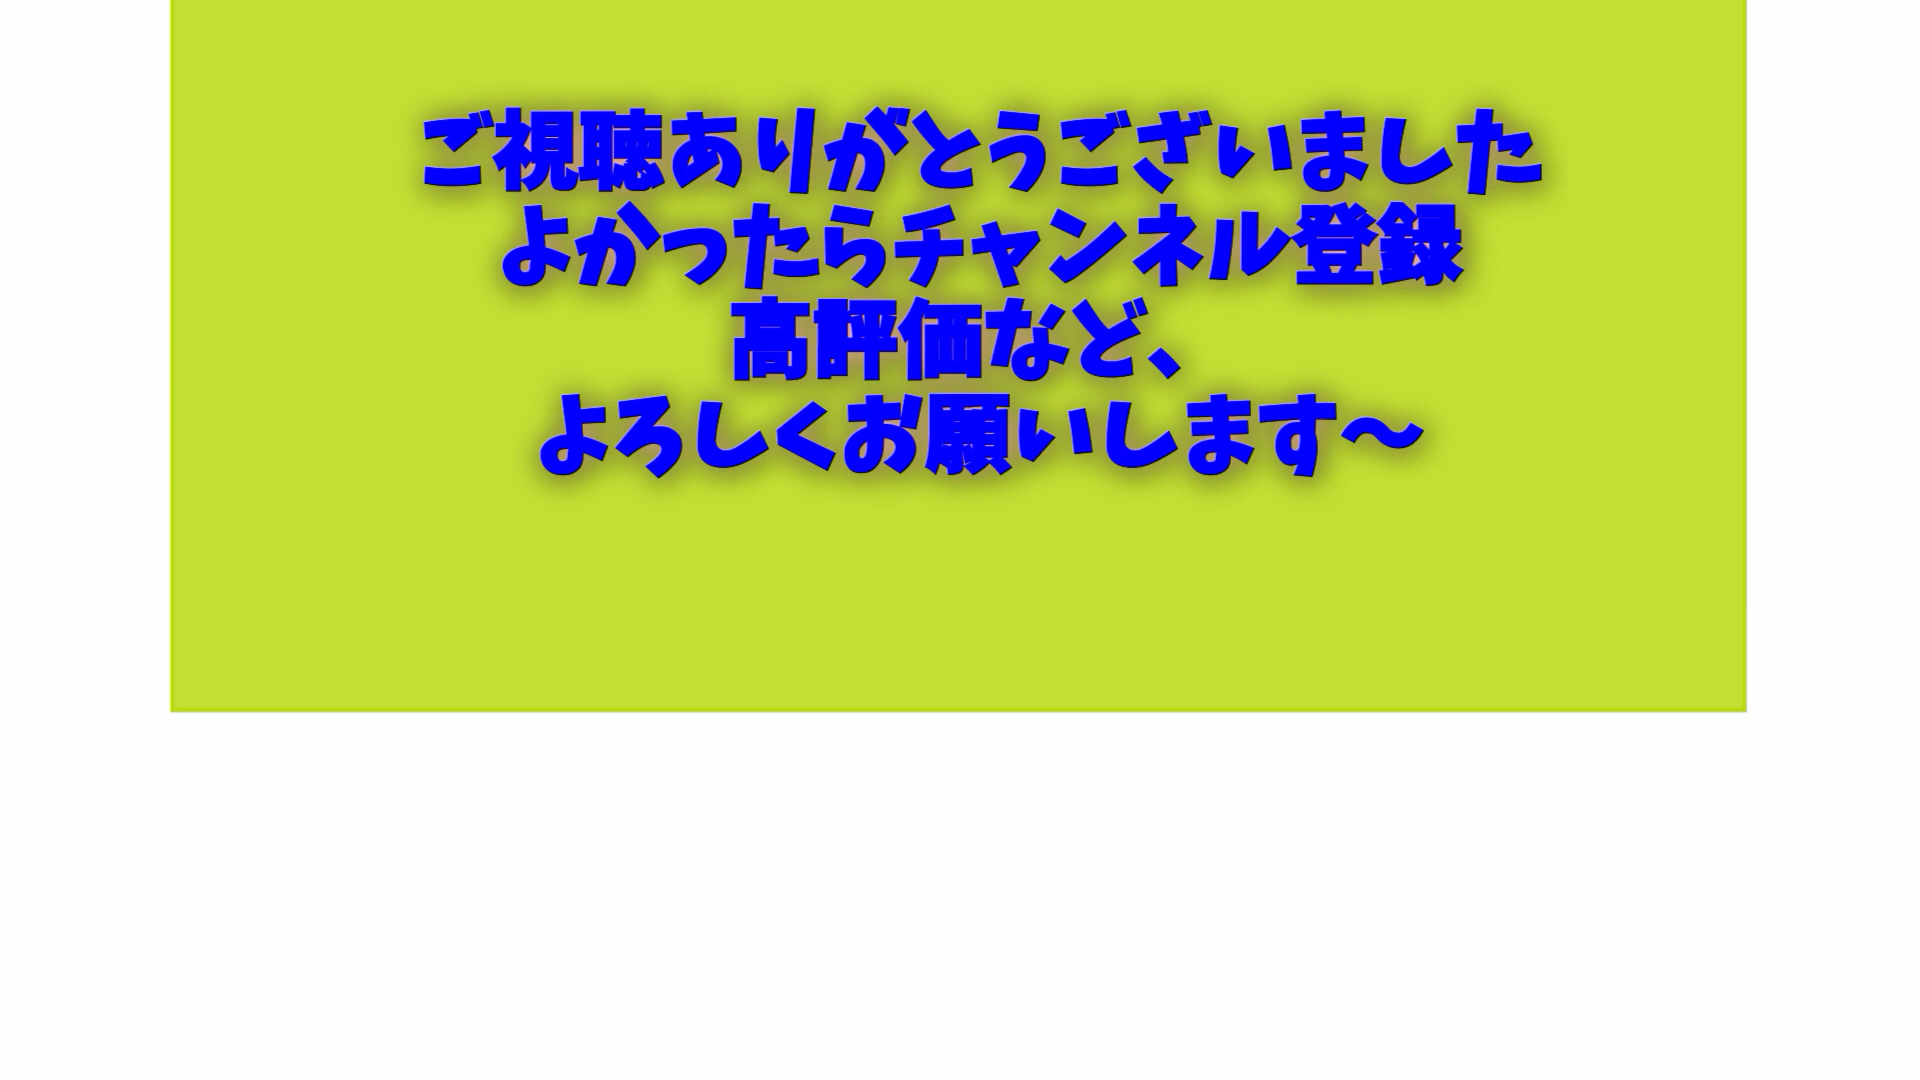 ご視聴ありがとうございました
よかったらチャンネル登録
高評価など、
よろしくお願いします〜